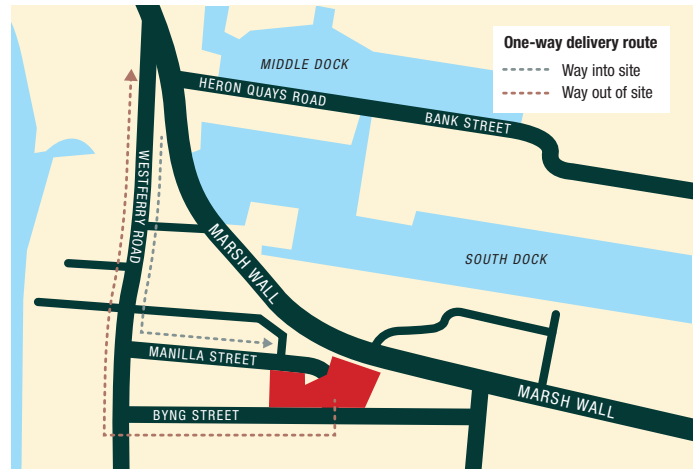 One-way delivery route
Way into site
Way out of site
MIDDLE DOCK
HERON QUAYS ROAD
BANK STREET
WESTFERRY ROAD
MARSH WALL
SOUTH DOCK
MANILLA STREET
MARSH WALL
BYNG STREET